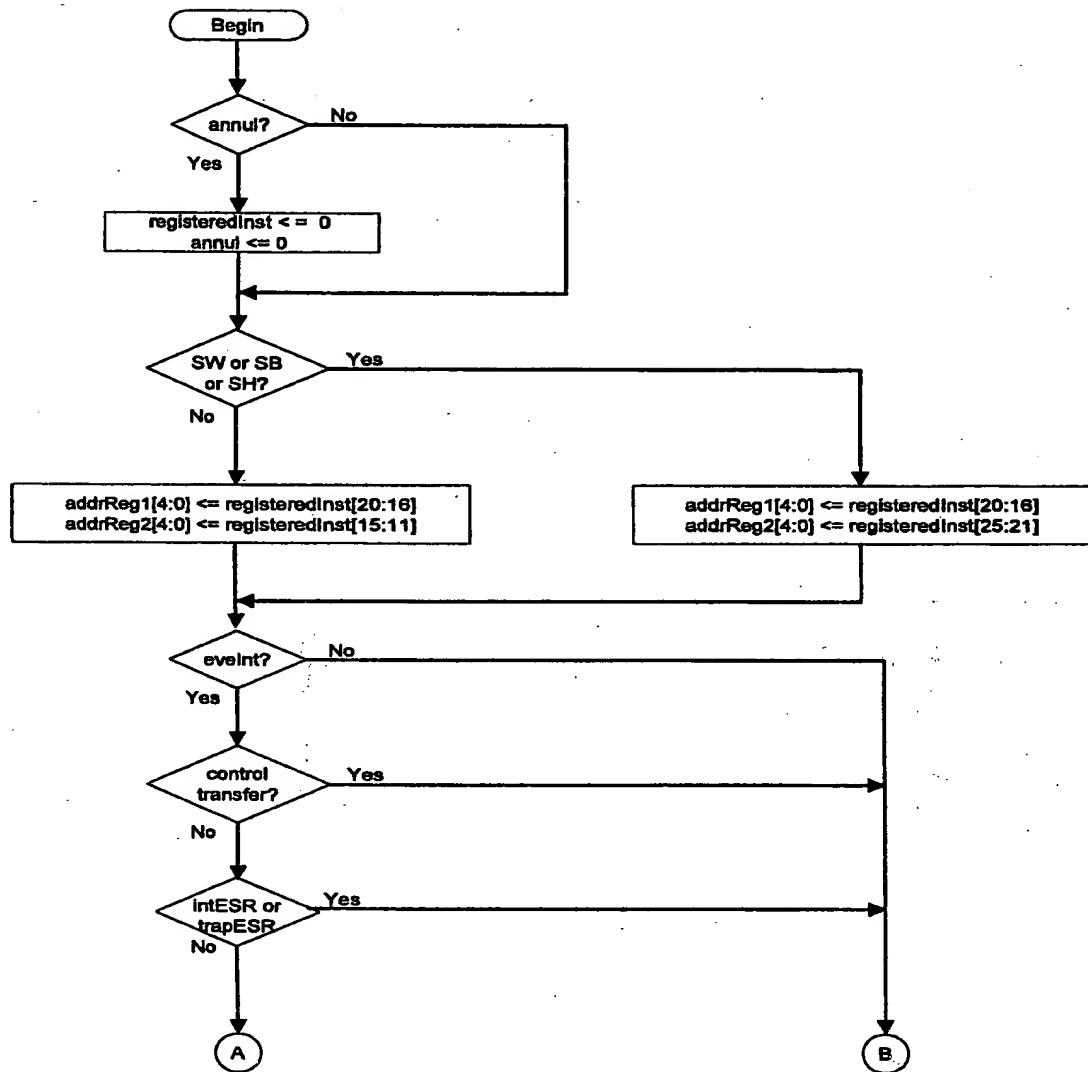 Begin
annul?
No
Yes
registeredInst < = 0
annul <= 0
SW or SB
or SH?
Yes
No
addrReg1[4:0] <= registeredInst[20:16]
addrReg2[4:0] <= registeredInst[15:11]
addrReg1[4:0] <= registeredInst[20:16]
addrReg2[4:0] <= registeredInst[25:21]
eveInt?
No
Yes
control
transfer?
Yes
No
intESR or
trapESR
Yes
No
A
B